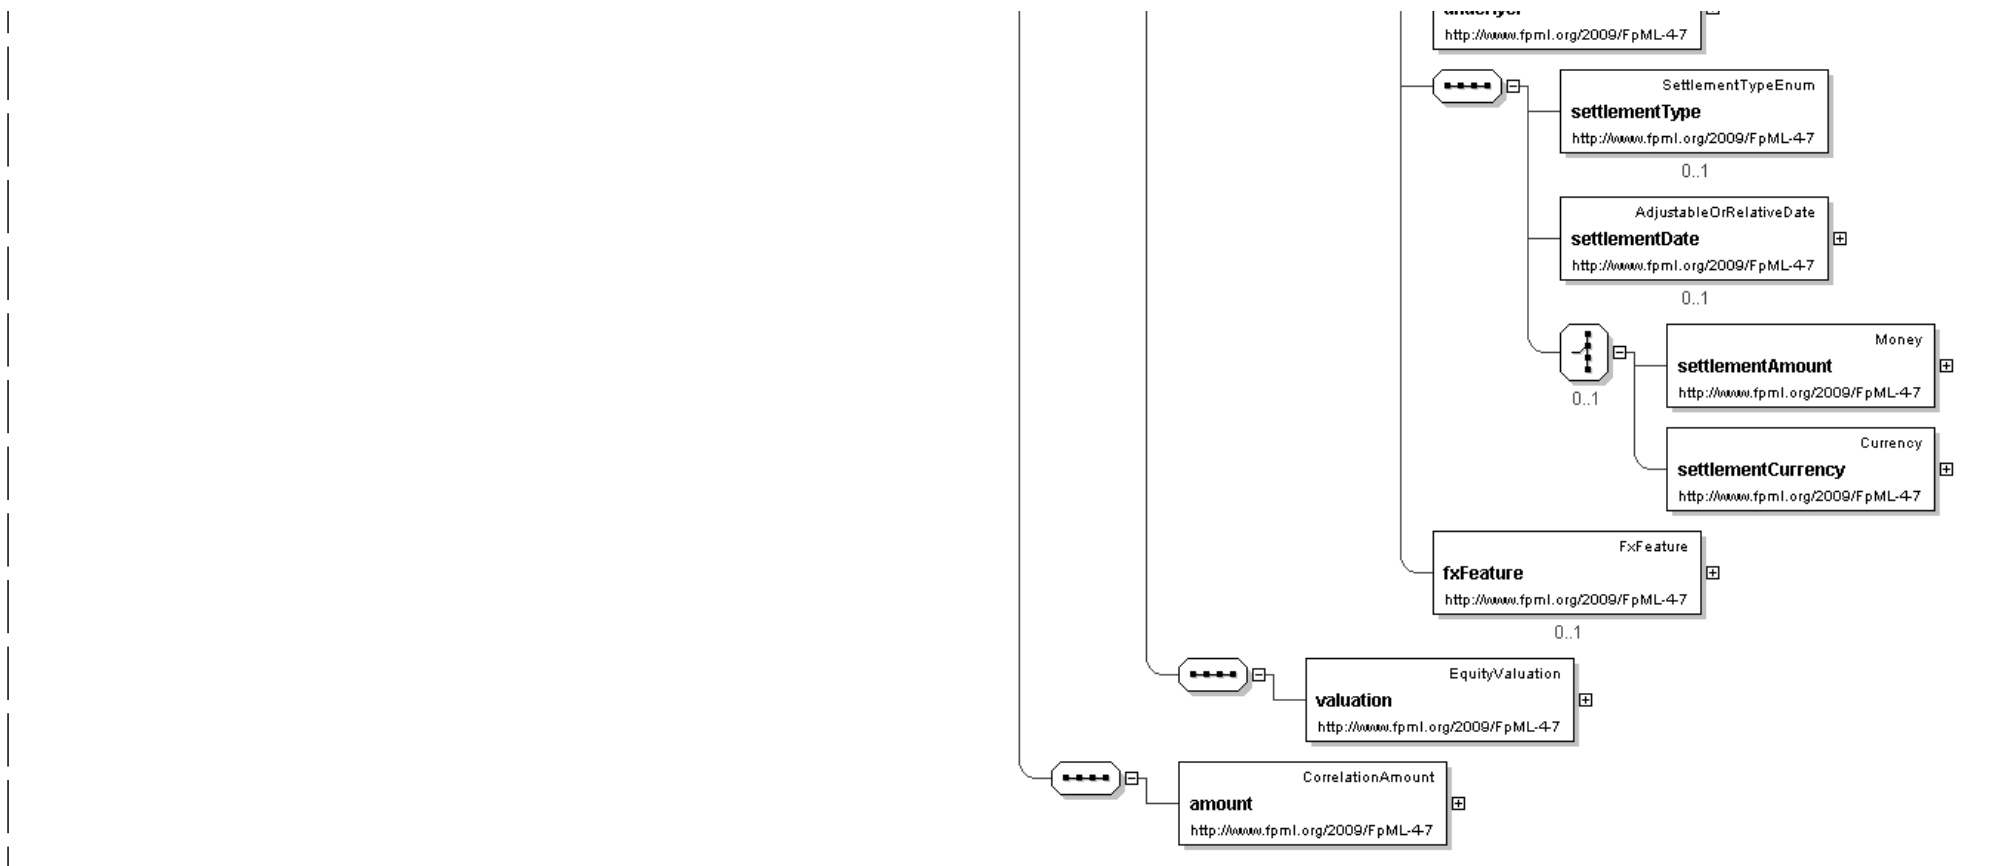 underlyer
http://www.fpml.org/2009/FpML-4-7
SettlementTypeEnum
settlementType
http://www.fpml.org/2009/FpML-4-7
0..1
AdjustableOrRelativeDate
settlementDate
http://www.fpml.org/2009/FpML-4-7
0..1
Money
settlementAmount
http://www.fpml.org/2009/FpML-4-7
0..1
Currency
settlementCurrency
http://www.fpml.org/2009/FpML-4-7
FxFeature
fxFeature
http://www.fpml.org/2009/FpML-4-7
0..1
EquityValuation
valuation
http://www.fpml.org/2009/FpML-4-7
CorrelationAmount
amount
http://www.fpml.org/2009/FpML-4-7